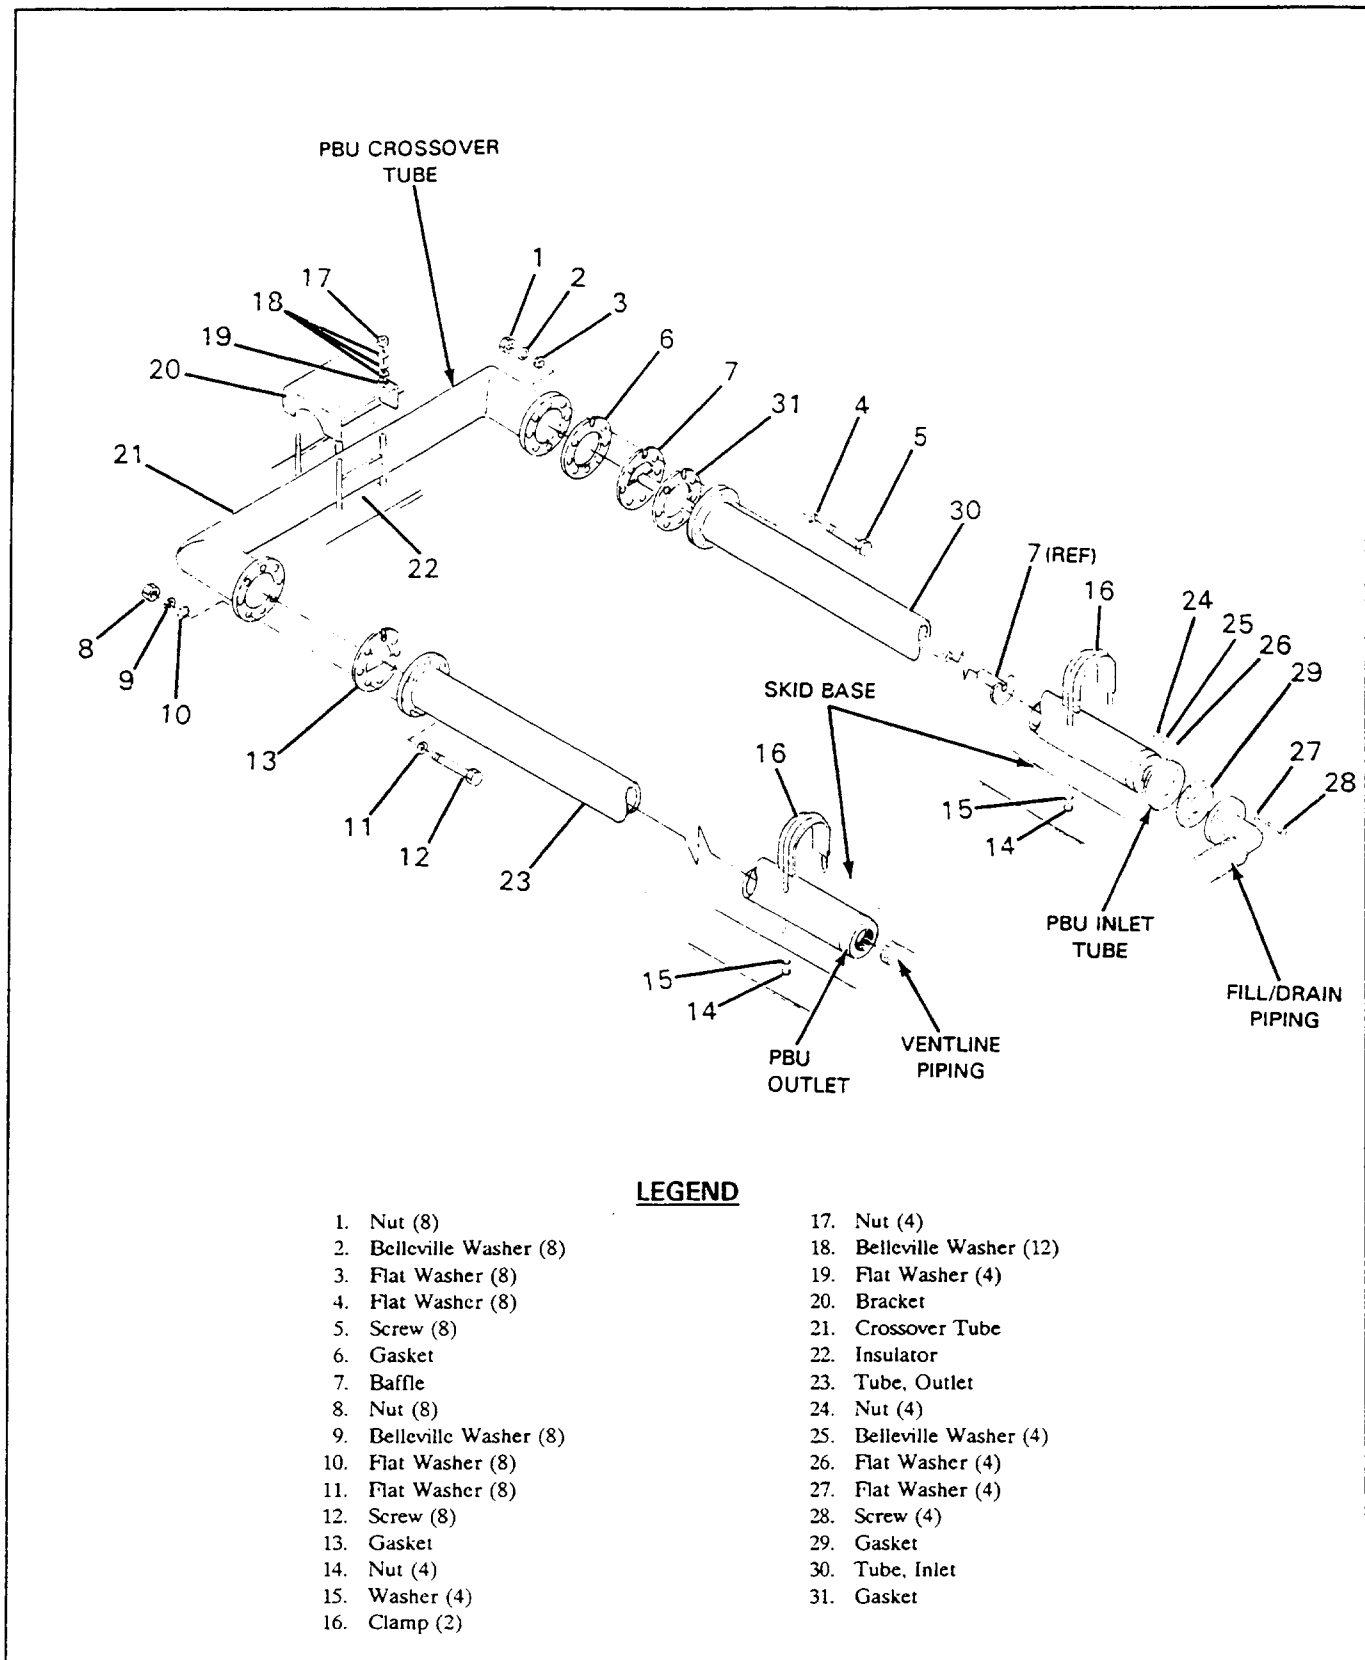 PBU CROSSOVER
TUBE
1
2
3
17
18
19
20
6
7
31
4
5
21
22
30
7 (REF)
16
24
25
26
29
8
9
10
13
SKID BASE
16
27
28
11
12
23
15
14
PBU INLET
TUBE
15
14
PBU
OUTLET
VENTLINE
PIPING
FILL/DRAIN
PIPING
LEGEND
1. Nut (8)
2. Belleville Washer (8)
3. Flat Washer (8)
4. Flat Washer (8)
5. Screw (8)
6. Gasket
7. Baffle
8. Nut (8)
9. Belleville Washer (8)
10. Flat Washer (8)
11. Flat Washer (8)
12. Screw (8)
13. Gasket
14. Nut (4)
15. Washer (4)
16. Clamp (2)
17. Nut (4)
18. Belleville Washer (12)
19. Flat Washer (4)
20. Bracket
21. Crossover Tube
22. Insulator
23. Tube, Outlet
24. Nut (4)
25. Belleville Washer (4)
26. Flat Washer (4)
27. Flat Washer (4)
28. Screw (4)
29. Gasket
30. Tube, Inlet
31. Gasket